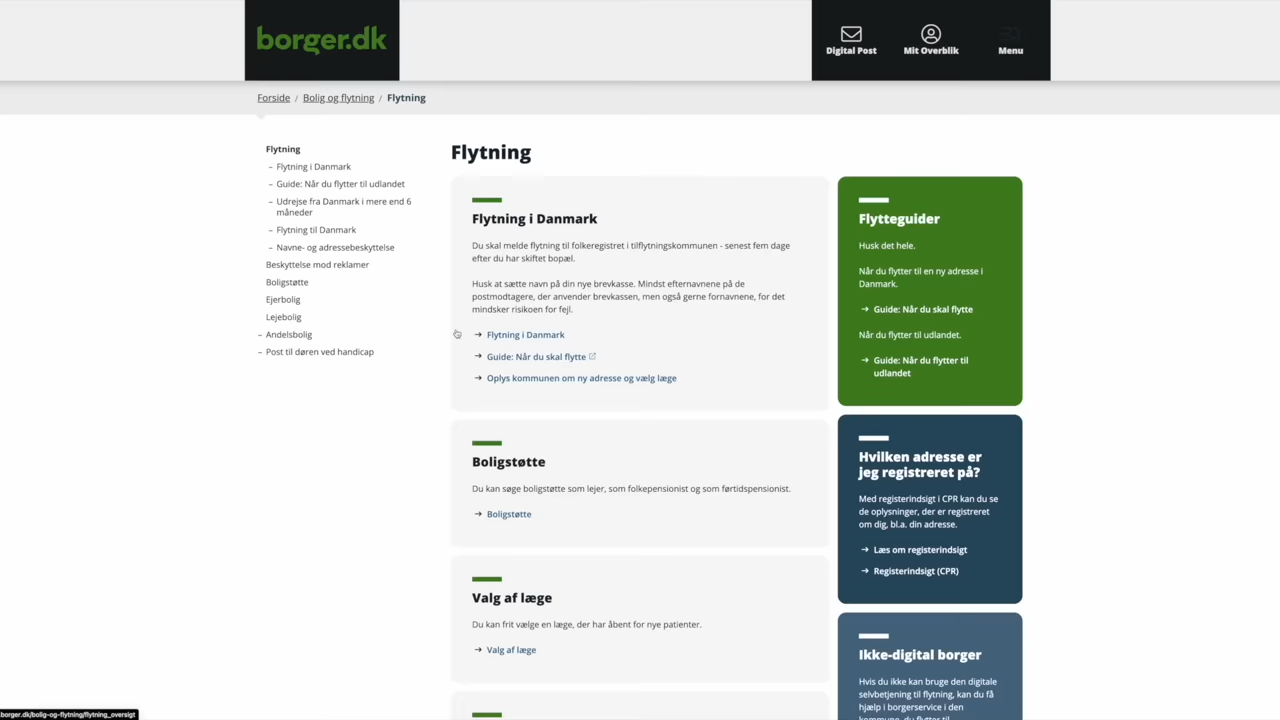 borger.dk
Digital Post
Mit Overblik
Menu
Forside / Bolig og flytning / Flytning
Flytning
– Flytning i Danmark
– Guide: Når du flytter til udlandet
– Udrejse fra Danmark i mere end 6
måneder
– Flytning til Danmark
– Navne- og adressebeskyttelse
Beskyttelse mod reklamer
Boligstøtte
Ejerbolig
Lejebolig
– Andelsbolig
– Post til døren ved handicap
Flytning
Flytning i Danmark
Du skal melde flytning til folkeregistret i tilflytningskommunen - senest fem dage
efter du har skiftet bopæl.
Husk at sætte navn på din nye brevkasse. Mindst efternavnene på de
postmodtagere, der anvender brevkassen, men også gerne fornavnene, for det
mindsker risikoen for fejl.
→ Flytning i Danmark
→ Guide: Når du skal flytte
→ Oplys kommunen om ny adresse og vælg læge
Boligstøtte
Du kan søge boligstøtte som lejer, som folkepensionist og som førtidspensionist.
→ Boligstøtte
Valg af læge
Du kan frit vælge en læge, der har åbent for nye patienter.
→ Valg af læge
Flytteguider
Husk det hele.
Når du flytter til en ny adresse i
Danmark.
→ Guide: Når du skal flytte
Når du flytter til udlandet.
→ Guide: Når du flytter til
udlandet
Hvilken adresse er
jeg registreret på?
Med registerindsigt i CPR kan du se
de oplysninger, der er registreret
om dig, bl.a. din adresse.
→ Læs om registerindsigt
→ Registerindsigt (CPR)
Ikke-digital borger
Hvis du ikke kan bruge den digitale
selvbetjening til flytning, kan du få
hjælp i borgerservice i den
kommune, du flytter til.
borger.dk/bolig-og-flytning/flytning_oversigt